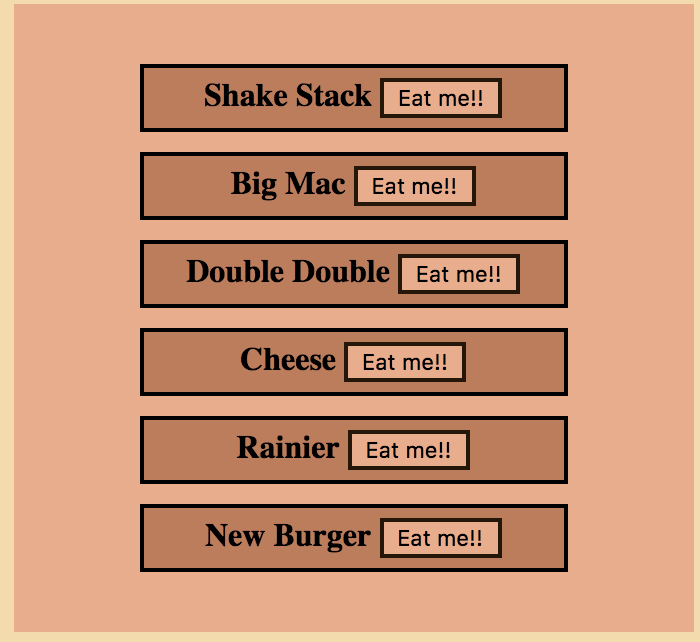 Shake Stack Eat me!!
Big Mac Eat me!!
Double Double Eat me!!
Cheese Eat me!!
Rainier Eat me!!
New Burger Eat me!!